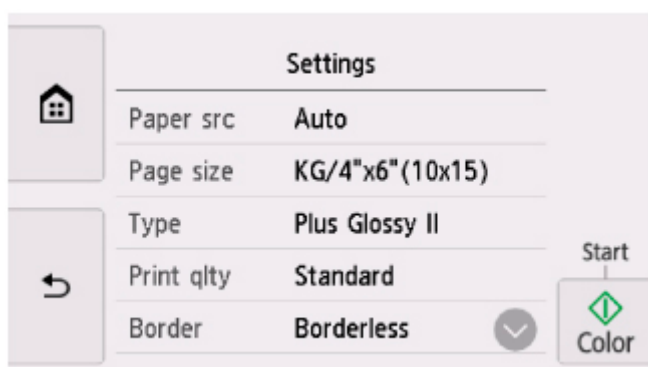 Settings
Paper src Auto
Page size KG/4"x6"(10x15)
Type Plus Glossy II
Print qlty Standard
Border Borderless
Start
Color